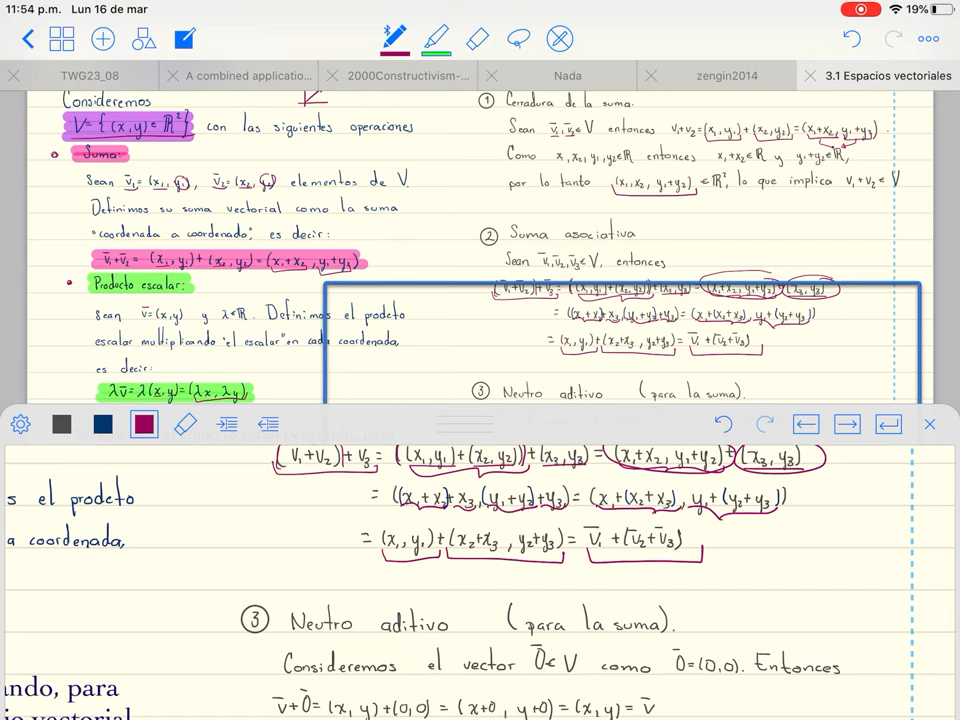 11:54 p.m. Lun 16 de mar
19%
TWG23_08
A combined applicatio...
2000Constructivism-...
Nada
zengin2014
3.1 Espacios vectoriales
Consideremos
V={(x,y)∈ℝ²} con las siguientes operaciones
Suma:
Sean v̄₁=(x₁,y₁), v̄₂=(x₂,y₂) elementos de V.
Definimos su suma vectorial como la suma
"coordenada a coordenado", es decir:
v̄₁+v̄₂= (x₁,y₁)+(x₂,y₂)=(x₁+x₂, y₁+y₂)
Producto escalar:
Sean v̄=(x,y) y λ∈ℝ. Definimos el prodcto
escalar multiplicando "el escalar" en cada coordenada,
es decir:
λv̄=λ(x,y)=(λx, λy)
① Cerradura de la suma.
Sean v̄₁,v̄₂∈V entonces v₁+v₂=(x₁,y₁)+(x₂,y₂)=(x₁+x₂, y₁+y₂).
Como x₁,x₂,y₁,y₂∈ℝ entonces x₁+x₂∈ℝ y y₁+y₂∈ℝ,
por lo tanto (x₁,x₂, y₁+y₂)∈ℝ², lo que implica v₁+v₂∈V
② Suma asociativa
Sean v̄₁,v̄₂,v̄₃∈V, entonces
(v̄₁+v̄₂)+v̄₃= ((x₁,y₁)+(x₂,y₂))+(x₃,y₃)=(x₁+x₂, y₁+y₂)+(x₃,y₃)
= ((x₁+x₂)+x₃,(y₁+y₂)+y₃)=(x₁+(x₂+x₃), y₁+(y₂+y₃))
= (x₁,y₁)+(x₂+x₃, y₂+y₃)= v̄₁+(v̄₂+v̄₃)
③ Neutro aditivo (para la suma).
s el prodcto
a coordenada,
ando, para
io vectorial
(v₁+v₂)+v₃ = ((x₁,y₁)+(x₂,y₂))+(x₃,y₃)=(x₁+x₂, y₁+y₂)+(x₃,y₃)
= ((x₁+x₂)+x₃,(y₁+y₂)+y₃)= (x₁+(x₂+x₃), y₁+(y₂+y₃))
= (x₁,y₁)+(x₂+x₃, y₂+y₃)= v̄₁+(v̄₂+v̄₃)
③ Neutro aditivo (para la suma).
Consideremos el vector 0̄∈V como 0̄=(0,0). Entonces
v̄+0̄=(x,y)+(0,0) = (x+0, y+0)=(x,y)= v̄